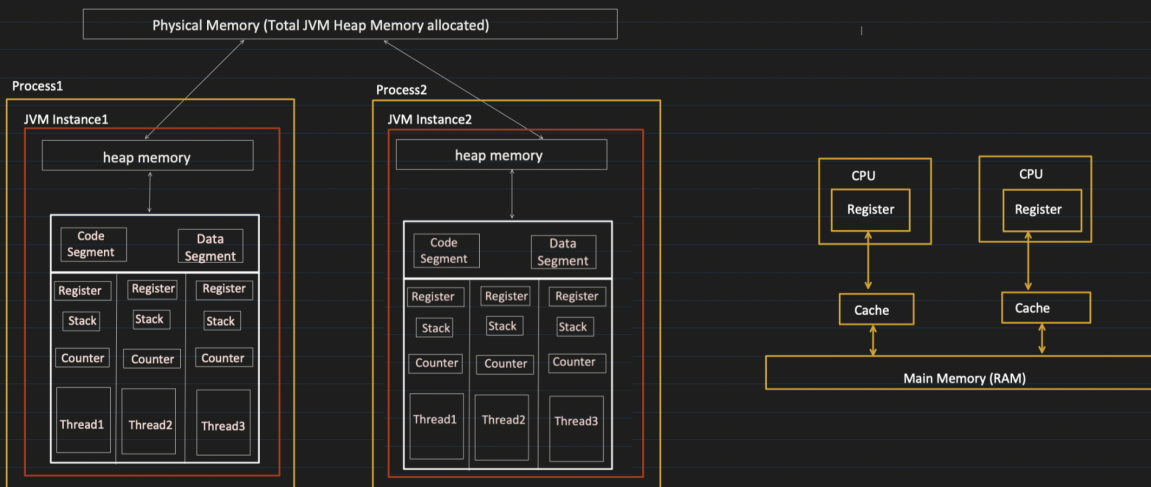 Physical Memory (Total JVM Heap Memory allocated)
Process1
JVM Instance1
heap memory
Code
Segment
Data
Segment
Register
Register
Register
Stack
Stack
Stack
Counter
Counter
Counter
Thread1
Thread2
Thread3
Process2
JVM Instance2
heap memory
Code
Segment
Data
Segment
Register
Register
Register
Stack
Stack
Stack
Counter
Counter
Counter
Thread1
Thread2
Thread3
CPU
Register
CPU
Register
Cache
Cache
Main Memory (RAM)